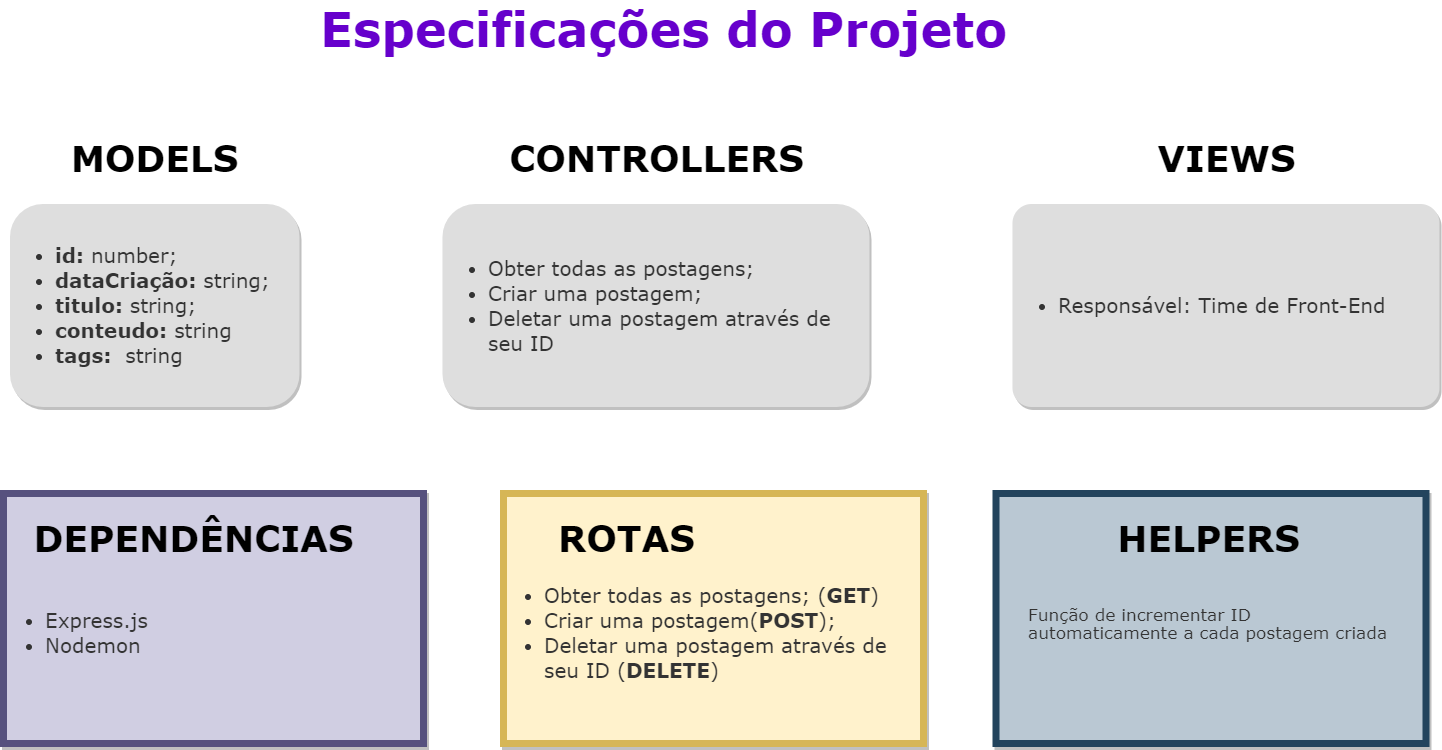 Especificações do Projeto
MODELS
id: number;
dataCriação: string;
titulo: string;
conteudo: string
tags: string
CONTROLLERS
Obter todas as postagens;
Criar uma postagem;
Deletar uma postagem através de
seu ID
VIEWS
Responsável: Time de Front-End
DEPENDÊNCIAS
Express.js
Nodemon
ROTAS
Obter todas as postagens; (GET)
Criar uma postagem(POST);
Deletar uma postagem através de
seu ID (DELETE)
HELPERS
Função de incrementar ID
automaticamente a cada postagem criada